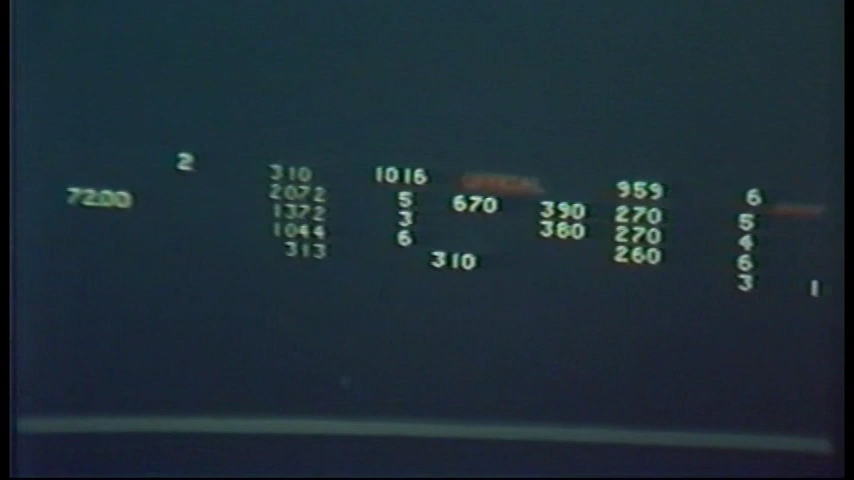 2 310 1016 OFFICIAL 959 6
7200 2072 5 670 390 270 5
1372 3 380 270 4
1044 6 260 6
313 310 3 1